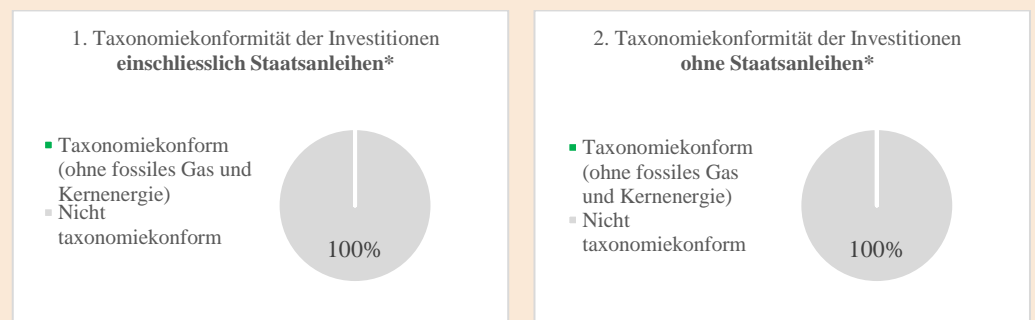 1. Taxonomiekonformität der Investitionen
einschliesslich Staatsanleihen*
Taxonomiekonform
(ohne fossiles Gas und
Kernenergie)
Nicht
taxonomiekonform
100%
2. Taxonomiekonformität der Investitionen
ohne Staatsanleihen*
Taxonomiekonform
(ohne fossiles Gas
und Kernenergie)
Nicht
taxonomiekonform
100%